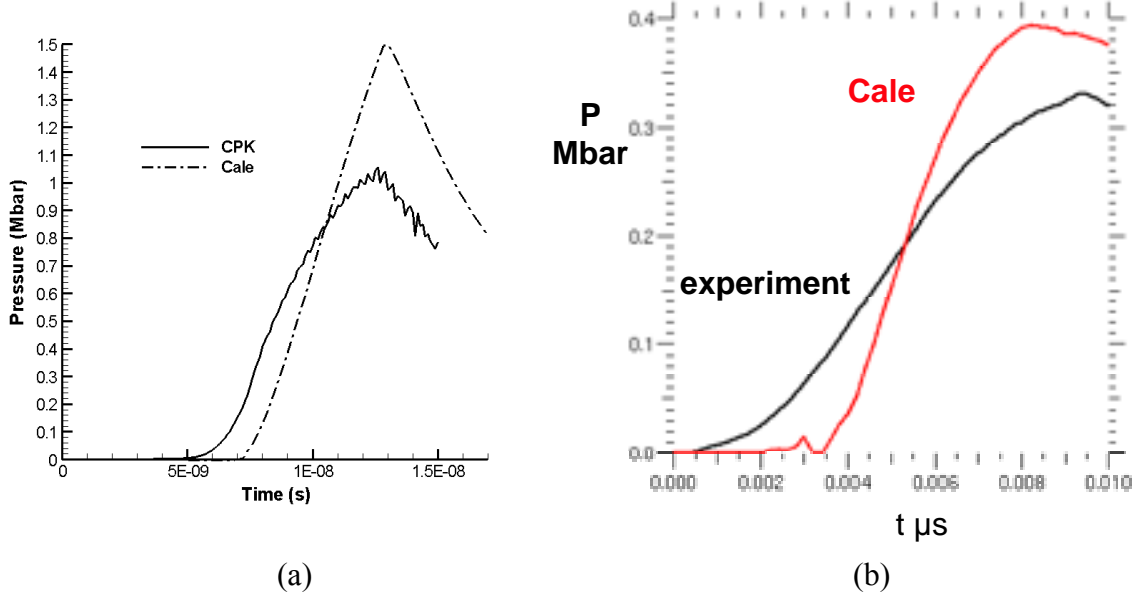 1.5
1.4
1.3
1.2
1.1
1
0.9
0.8
0.7
0.6
0.5
0.4
0.3
0.2
0.1
0
Pressure (Mbar)
CPK
Cale
0 5E-09 1E-08 1.5E-08
Time (s)
(a)
0.4
0.3
0.2
0.1
0.0
P
Mbar
Cale
experiment
0.000 0.002 0.004 0.006 0.008 0.010
t µs
(b)